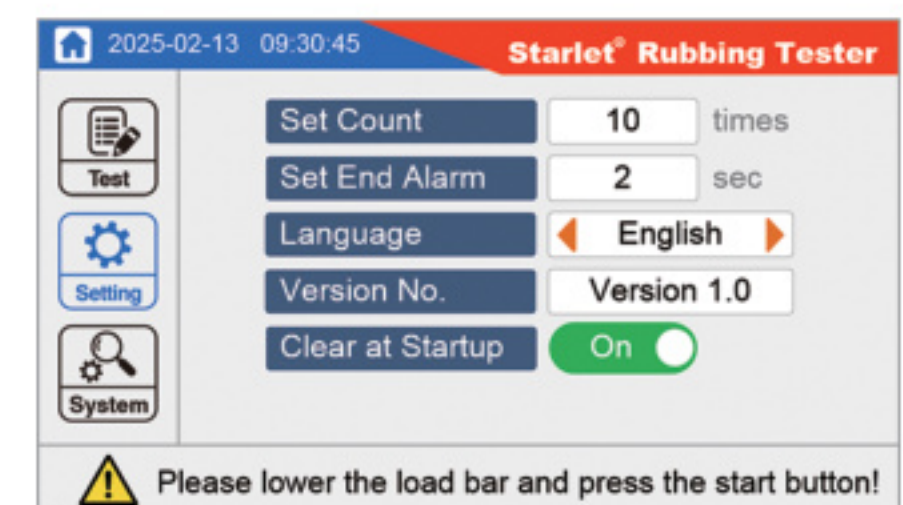 2025-02-13 09:30:45 Starlet® Rubbing Tester
Test
Setting
System
Set Count 10 times
Set End Alarm 2 sec
Language English
Version No. Version 1.0
Clear at Startup On
Please lower the load bar and press the start button!